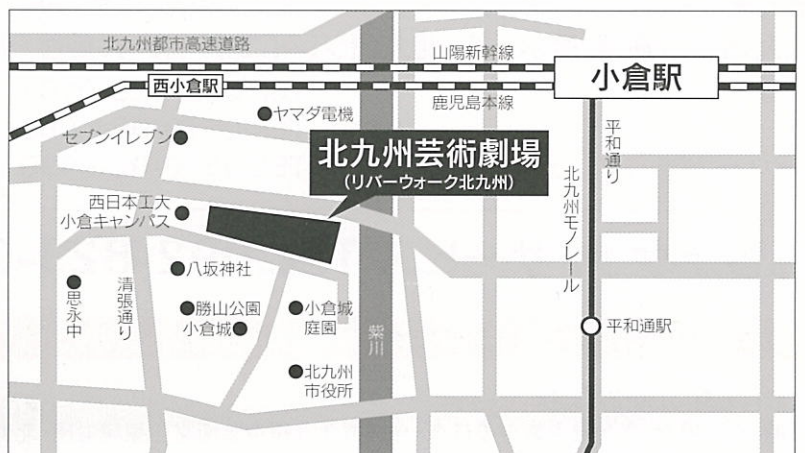 北九州都市高速道路
山陽新幹線
小倉駅
西小倉駅
鹿児島本線
ヤマダ電機
セブンイレブン
平和通り
北九州芸術劇場
(リバーウォーク北九州)
北九州モノレール
西日本工大
小倉キャンパス
八坂神社
思永中
清張通り
勝山公園
小倉城
小倉城
庭園
紫川
平和通駅
北九州
市役所